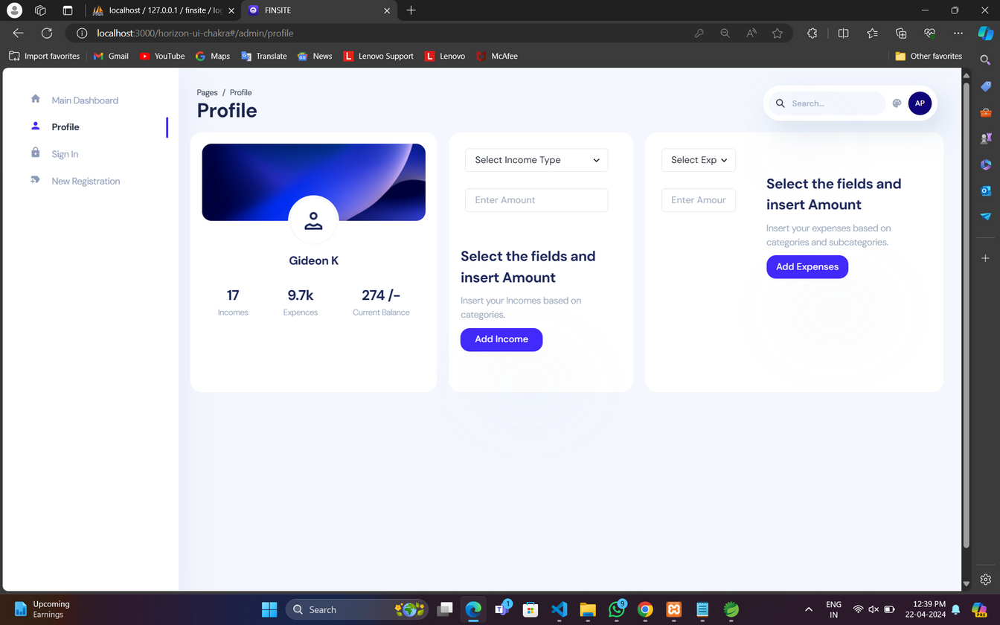 localhost / 127.0.0.1 / finsite / lo
FINSITE
localhost:3000/horizon-ui-chakra#/admin/profile
Import favorites
Gmail
YouTube
Maps
Translate
News
Lenovo Support
Lenovo
McAfee
Other favorites
Main Dashboard
Profile
Sign In
New Registration
Pages / Profile
Profile
Search...
AP
Gideon K
17
9.7k
274 /-
Incomes
Expences
Current Balance
Select Income Type
Enter Amount
Select the fields and
insert Amount
Insert your Incomes based on
categories.
Add Income
Select Exp
Enter Amour
Select the fields and
insert Amount
Insert your expenses based on
categories and subcategories.
Add Expenses
Upcoming
Earnings
Search
1
9
ENG
IN
12:39 PM
22-04-2024
PRE